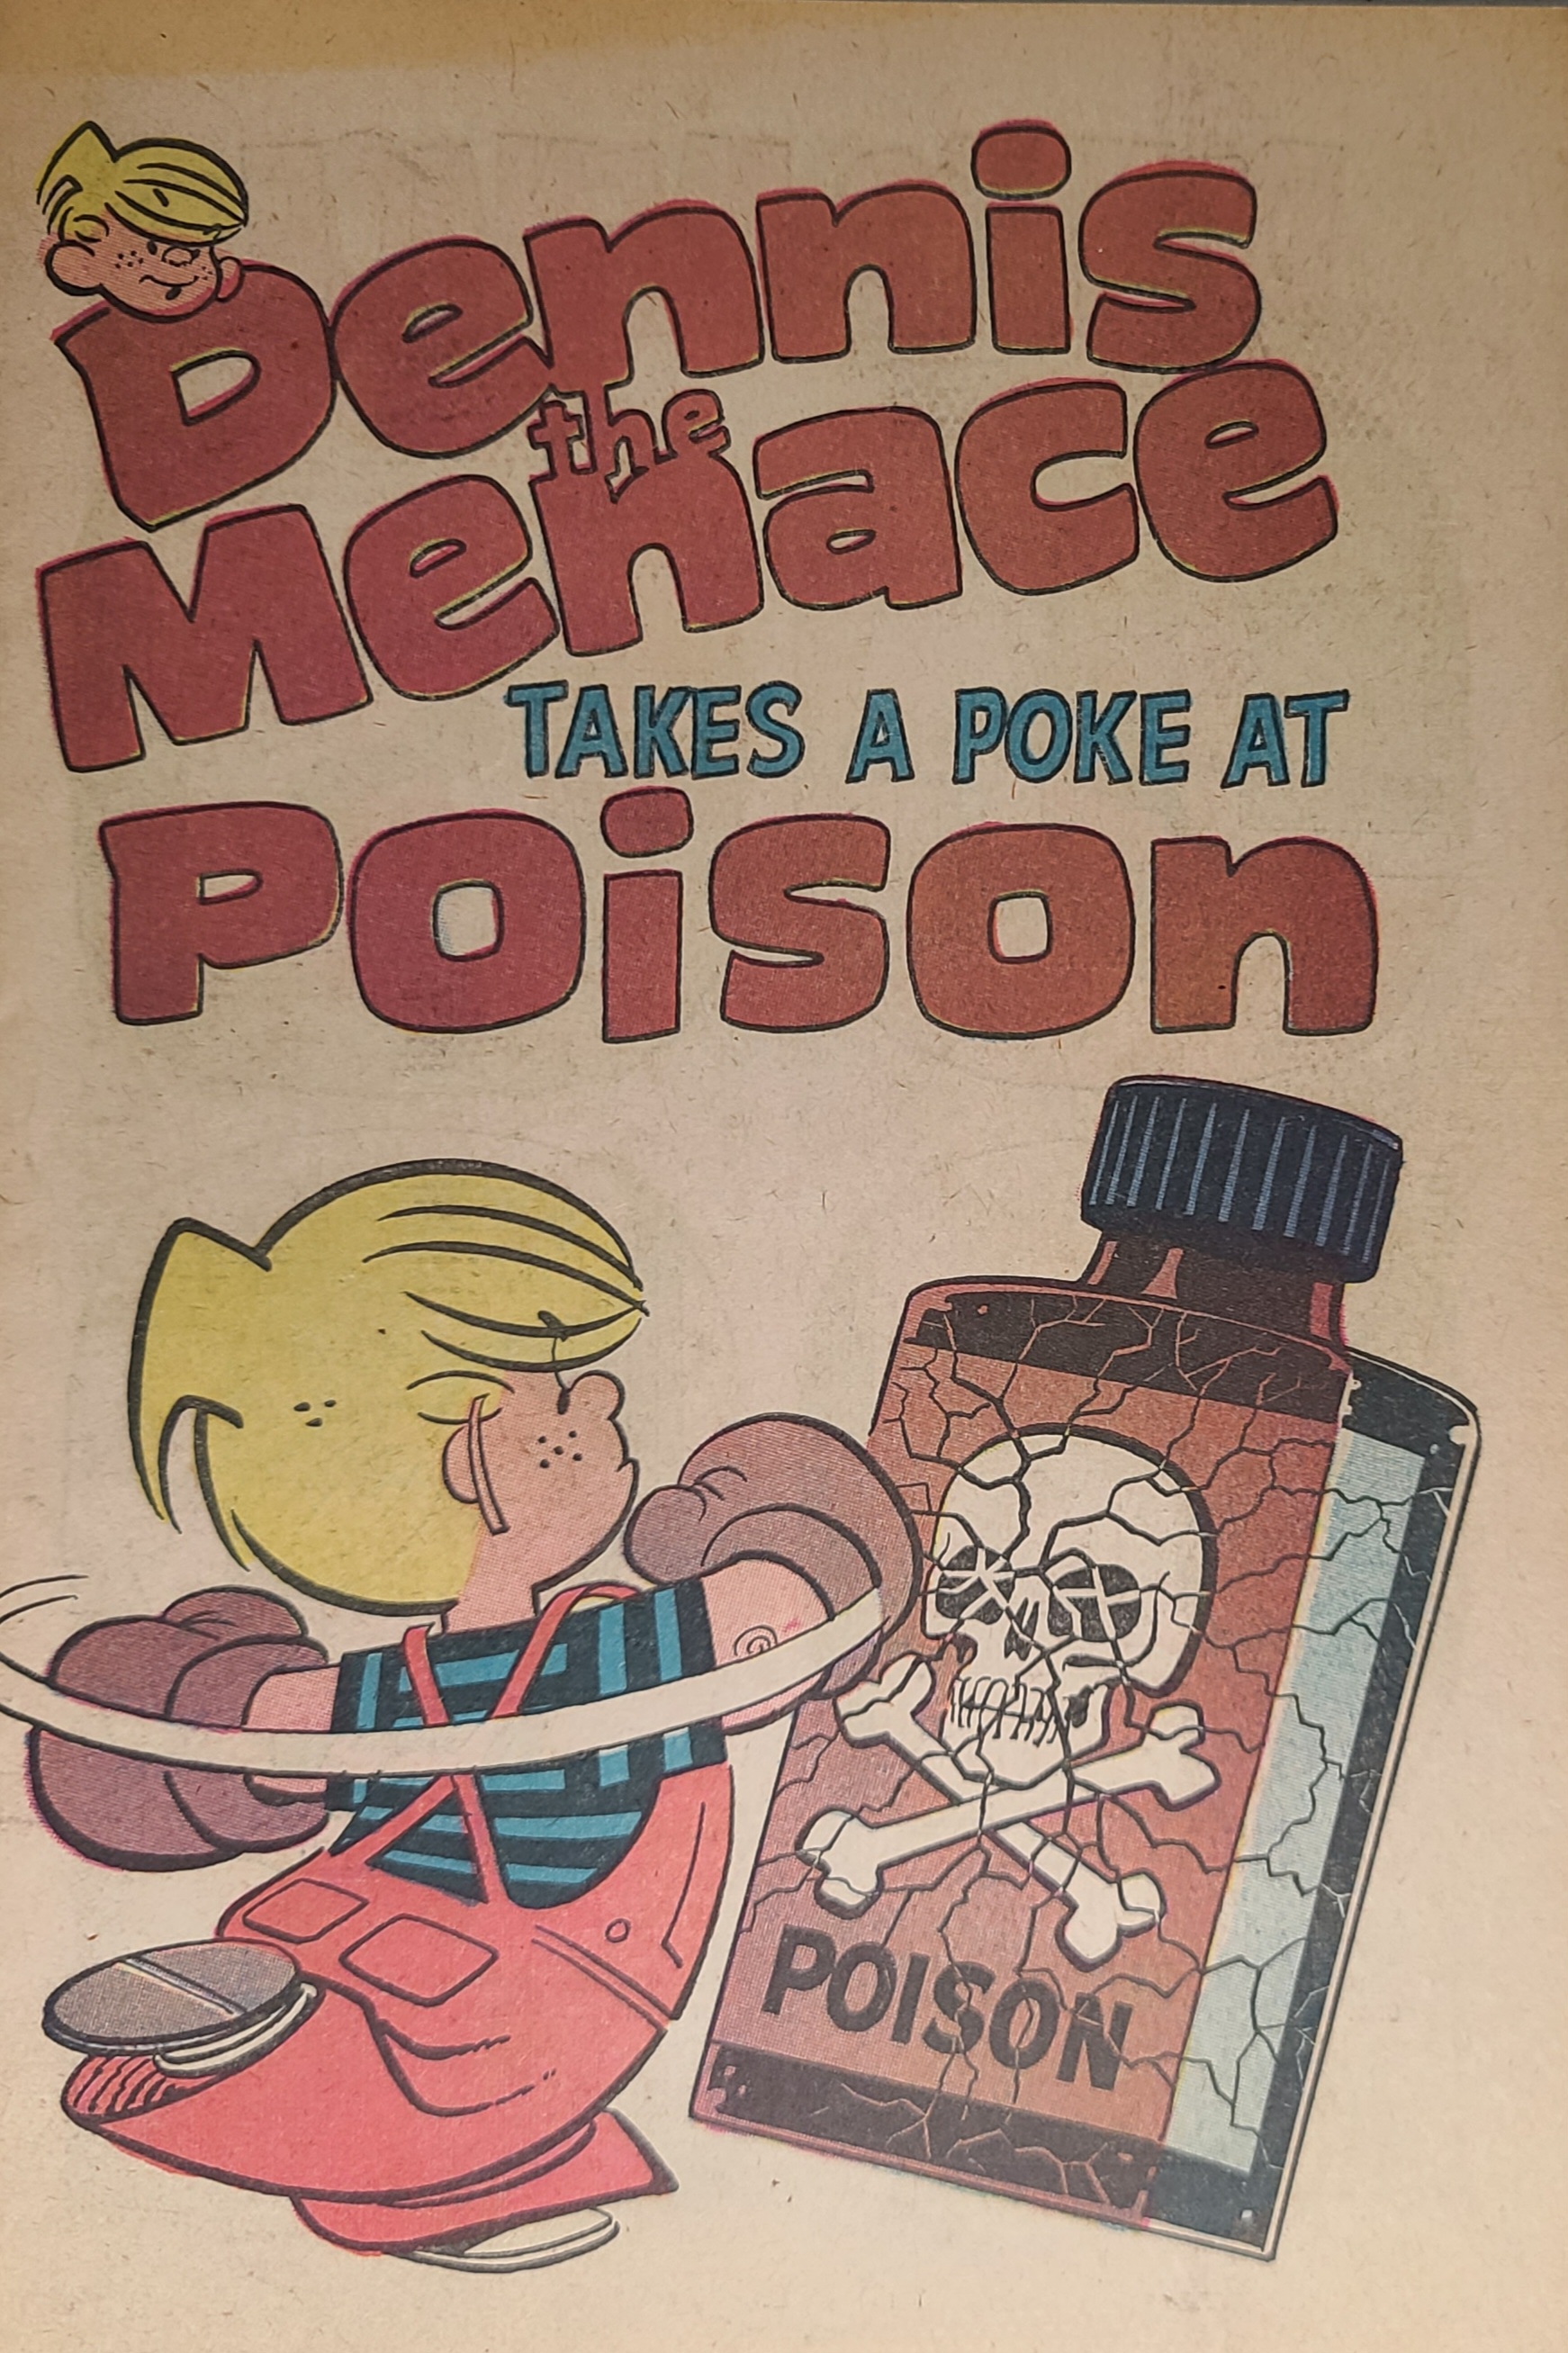 Dennis
the
Menace
TAKES A POKE AT
Poison
POISON